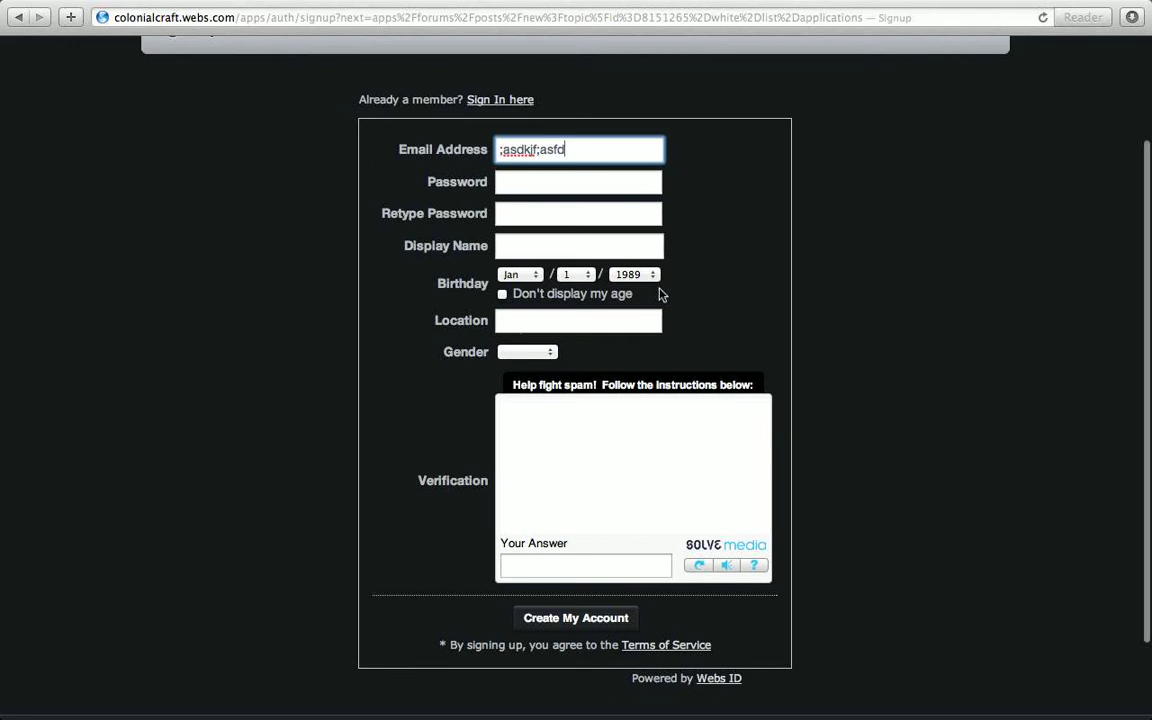 colonialcraft.webs.com/apps/auth/signup?next=apps%2Fforums%2Fposts%2Fnew%3Ftopic%5Fid%3D8151265%2Dwhite%2Dlist%2Dapplications — Signup
Reader
Already a member? Sign In here
Email Address ;asdkjf;asfd
Password
Retype Password
Display Name
Birthday Jan / 1 / 1989
Don't display my age
Location
Gender
Help fight spam! Follow the instructions below:
Verification
Your Answer SOLVE media
?
Create My Account
* By signing up, you agree to the Terms of Service
Powered by Webs ID